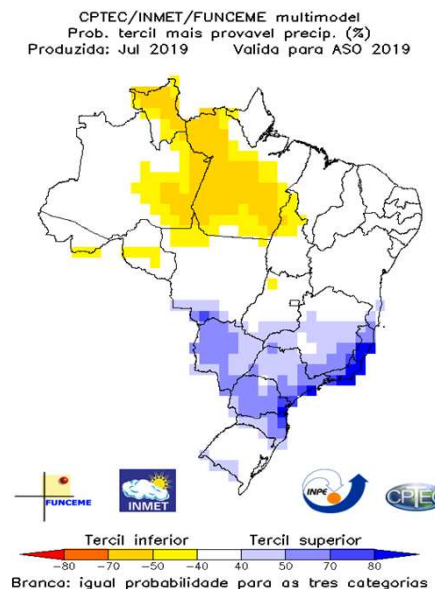 CPTEC/INMET/FUNCEME multimodel
Prob. tercil mais provavel precip. (%)
Produzida: Jul 2019 Valida para ASO 2019
FUNCEME
INMET
INPE
CPTEC
Tercil inferior Tercil superior
-80 -70 -50 -40 40 50 70 80
Branca: igual probabilidade para as tres categorias